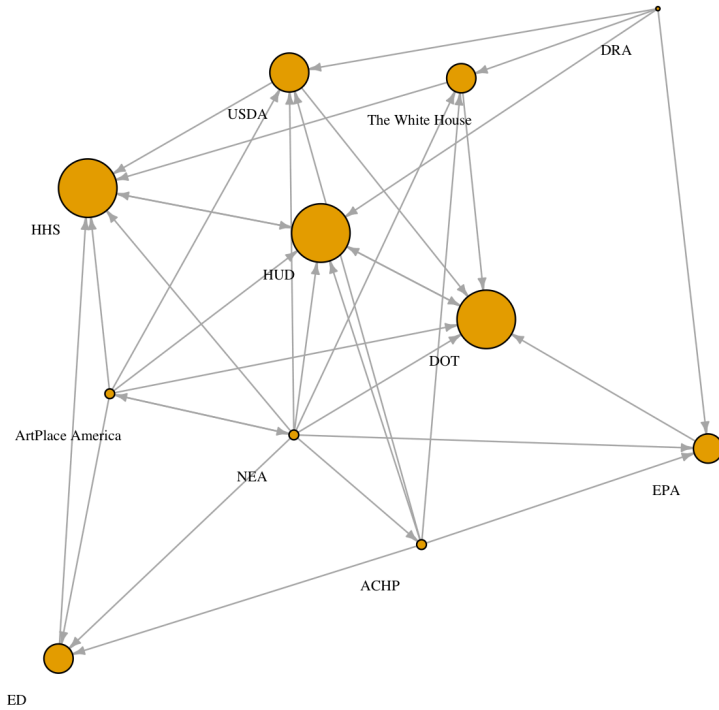 DRA
USDA
The White House
HHS
HUD
DOT
ArtPlace America
NEA
EPA
ACHP
ED